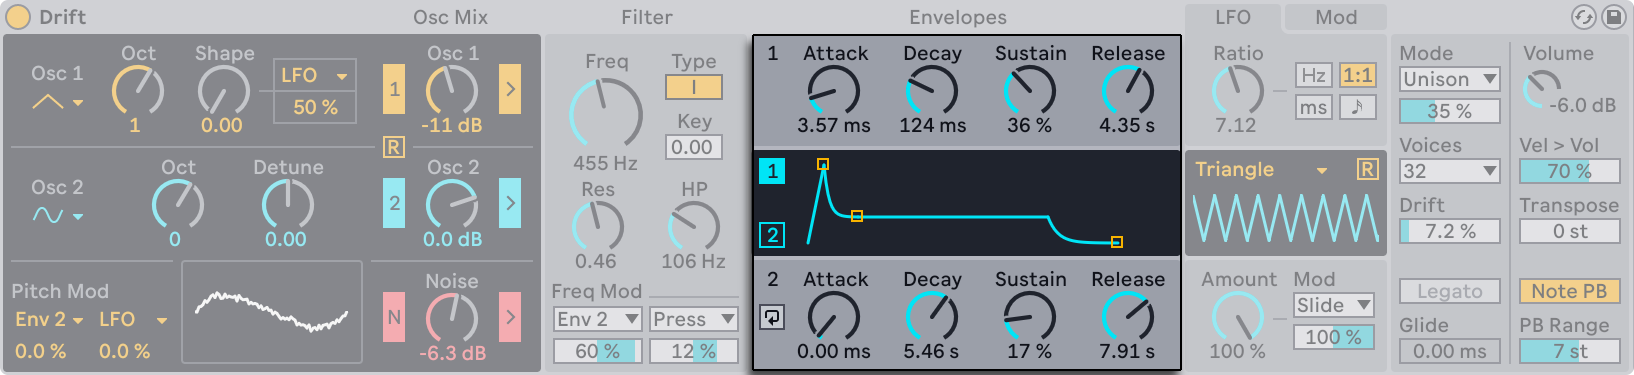 Drift
Osc Mix
Filter
Envelopes
LFO
Mod
Oct
Shape
Osc 1
Osc 1
LFO
50 %
1
0.00
1
-11 dB
R
Oct
Detune
Osc 2
Osc 2
0
0.00
2
0.0 dB
Pitch Mod
Env 2
LFO
0.0 %
0.0 %
Noise
N
-6.3 dB
Freq
Type
I
Key
0.00
455 Hz
Res
HP
0.46
106 Hz
Freq Mod
Env 2
Press
60 %
12 %
1
Attack
Decay
Sustain
Release
3.57 ms
124 ms
36 %
4.35 s
1
2
2
Attack
Decay
Sustain
Release
0.00 ms
5.46 s
17 %
7.91 s
Ratio
Hz
1:1
ms
7.12
Triangle
R
Amount
Mod
Slide
100 %
100 %
Mode
Unison
35 %
Voices
32
Drift
7.2 %
Legato
Glide
0.00 ms
Volume
-6.0 dB
Vel > Vol
70 %
Transpose
0 st
Note PB
PB Range
7 st